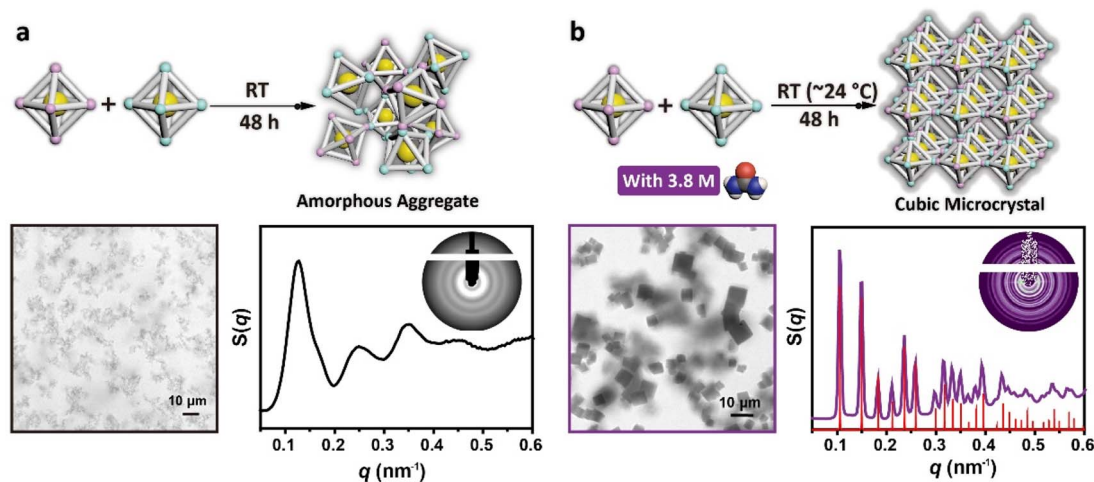 a
+
RT
48 h
Amorphous Aggregate
10 μm
S(q)
0.1 0.2 0.3 0.4 0.5 0.6
q (nm⁻¹)
b
+
RT (~24 °C)
48 h
With 3.8 M
Cubic Microcrystal
10 μm
S(q)
0.1 0.2 0.3 0.4 0.5 0.6
q (nm⁻¹)